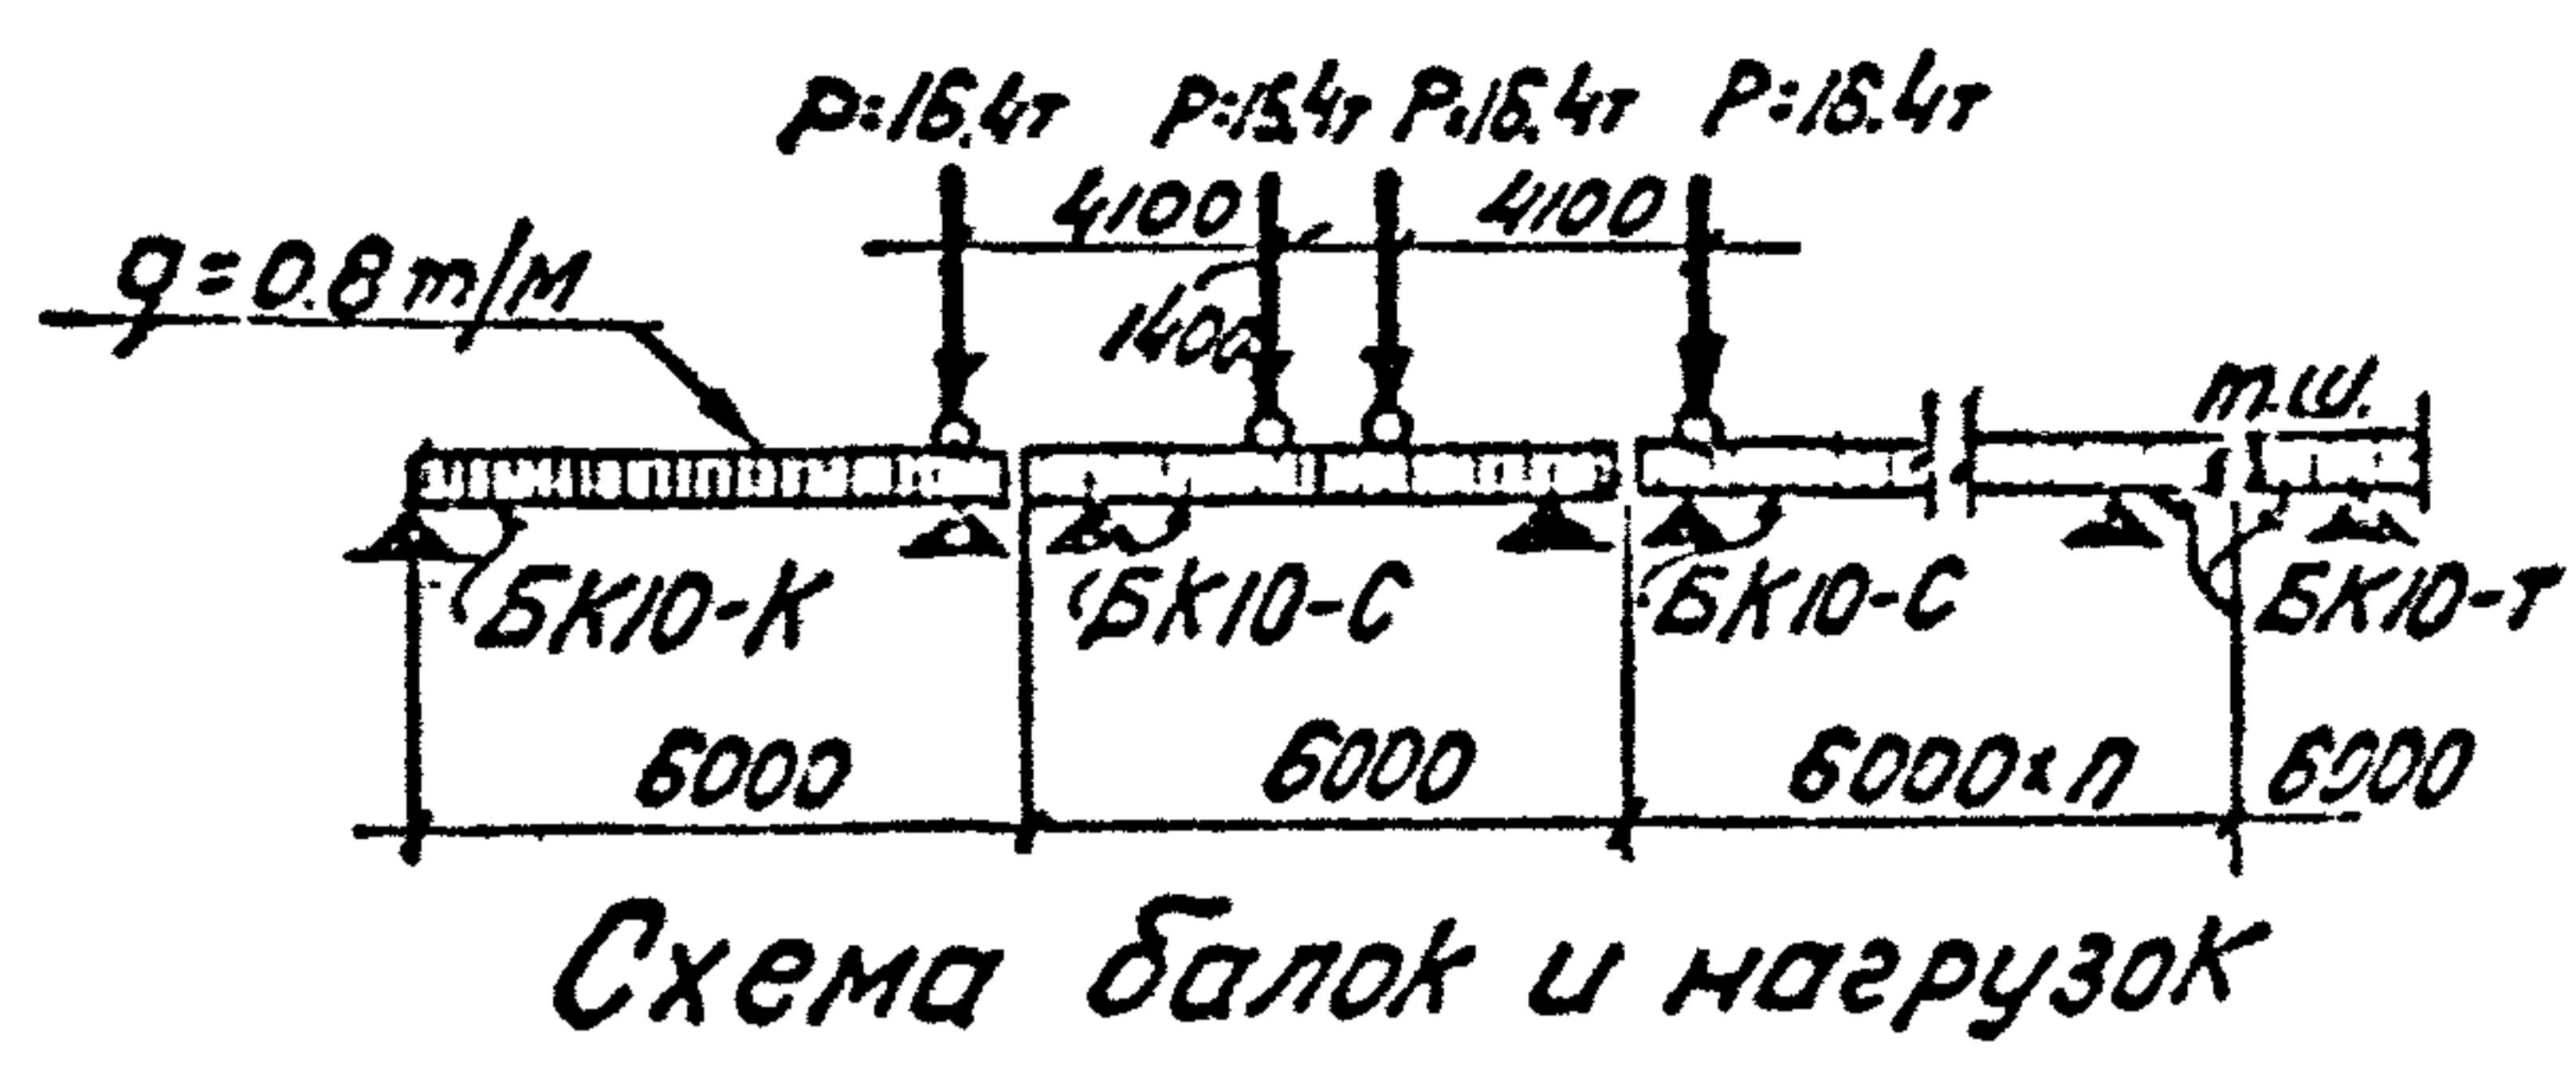 P=16.4т P=16.4т P=16.4т P=16.4т
4100 4100
q=0.8т/м
1400
т.ш.
БК10-К БК10-С БК10-С БК10-Т
6000 6000 6000×п 6000
Схема балок и нагрузок